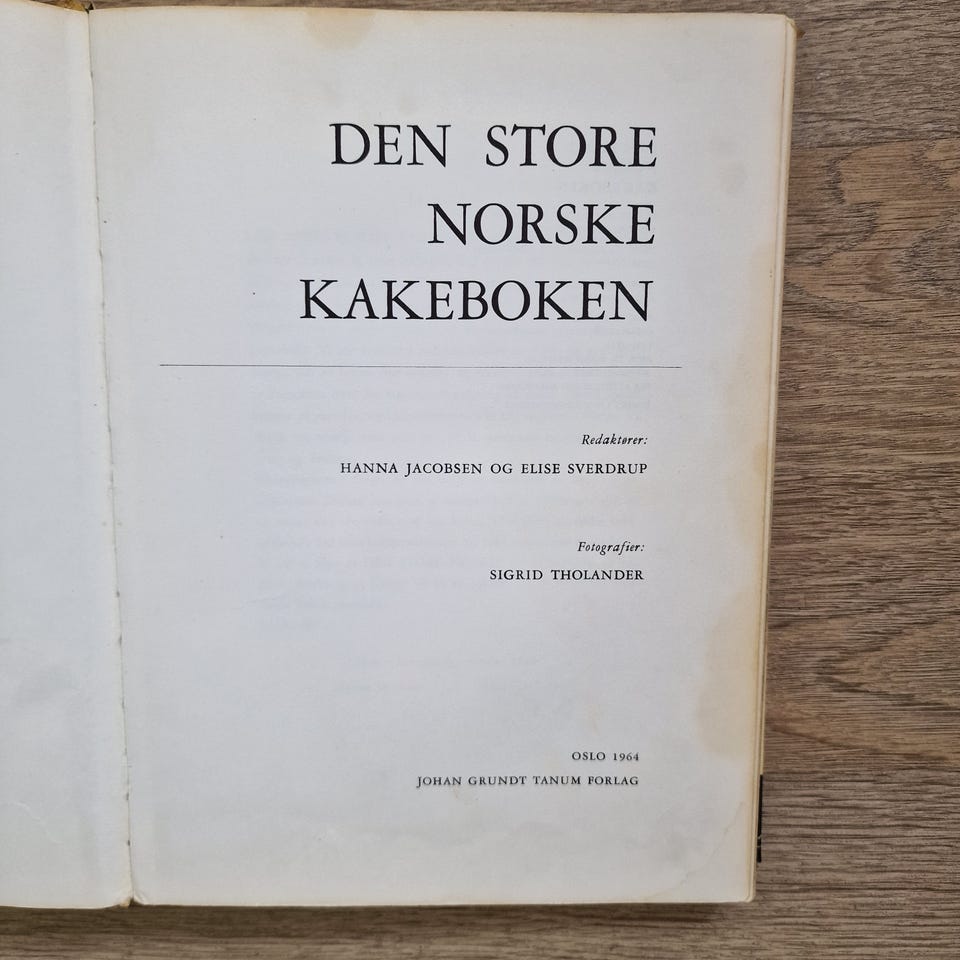 DEN STORE
NORSKE
KAKEBOKEN
Redaktører:
HANNA JACOBSEN OG ELISE SVERDRUP
Fotografier:
SIGRID THOLANDER
OSLO 1964
JOHAN GRUNDT TANUM FORLAG